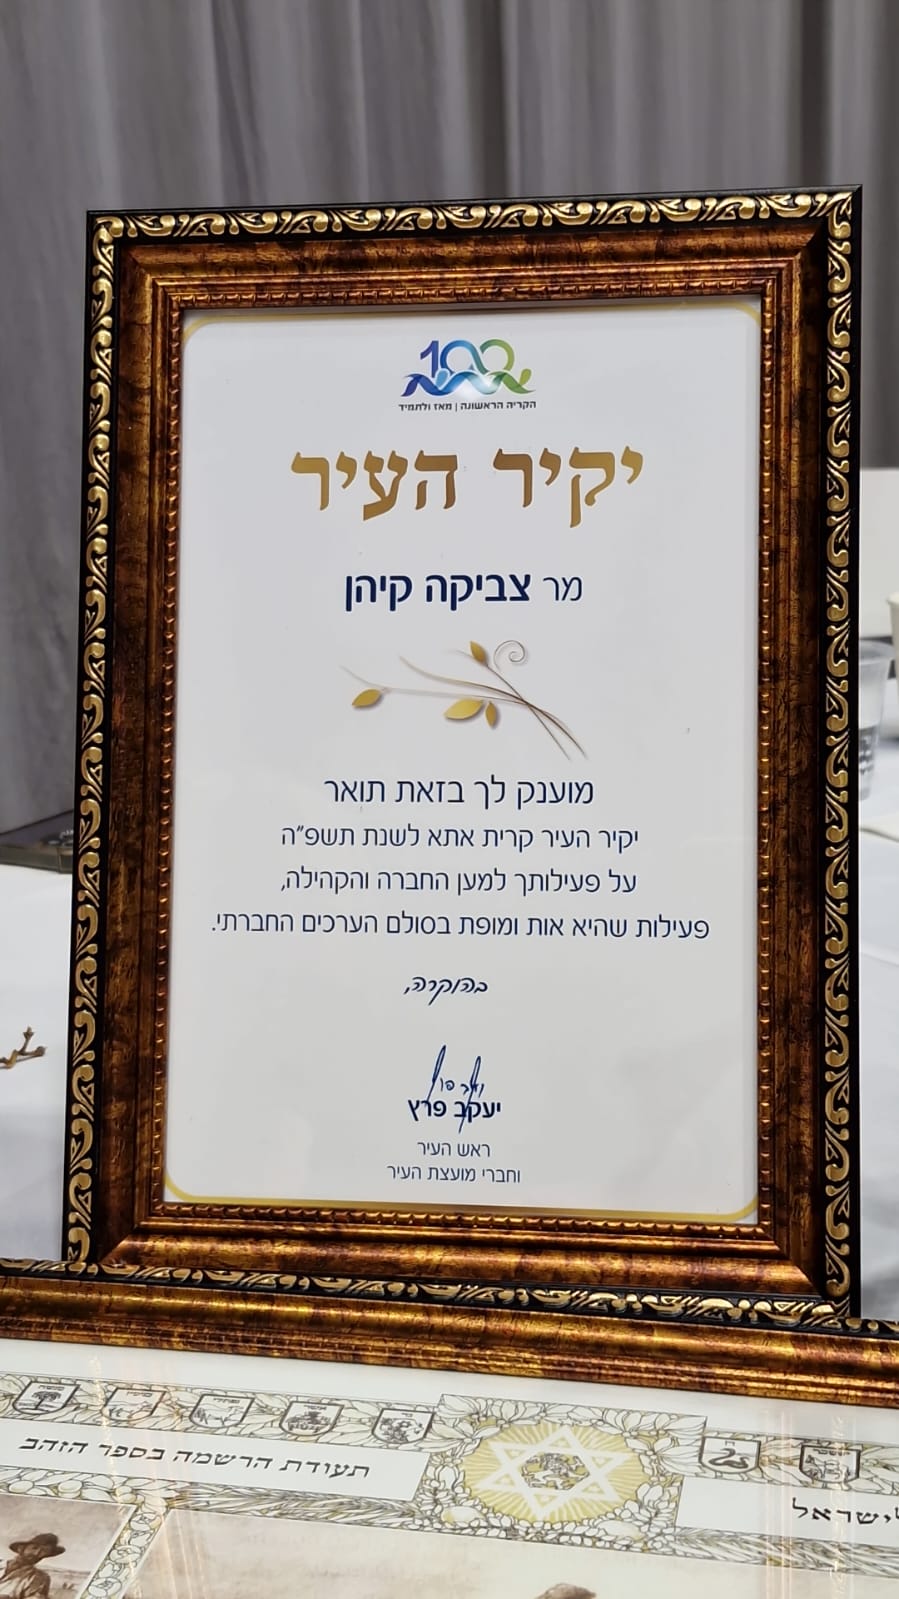 100
אתא
הקריה הראשונה | מאז ולתמיד
יקיר העיר
מר צביקה קיהן
מוענק לך בזאת תואר
יקיר העיר קרית אתא לשנת תשפ"ה
על פעילותך למען החברה והקהילה,
פעילות שהיא אות ומופת בסולם הערכים החברתי.
בהוקרה,
יעקב פרץ
ראש העיר
וחברי מועצת העיר
תעודת הרשמה בספר הזהב
לישראל